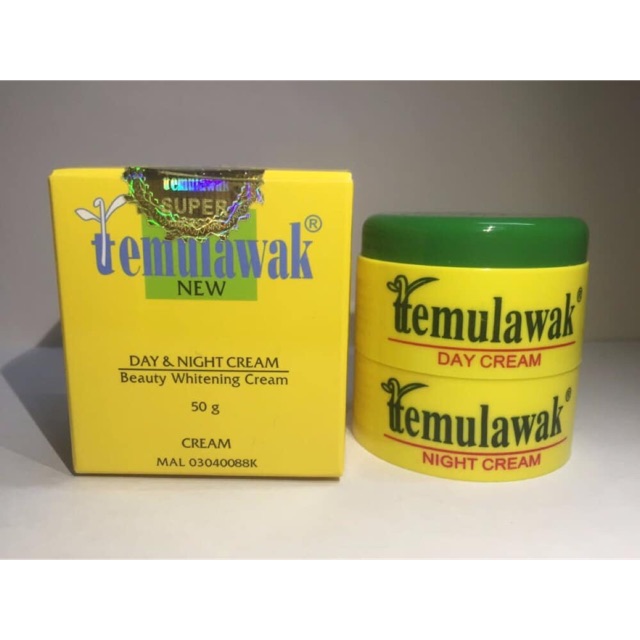 temulawak
SUPER
temulawak®
NEW
DAY & NIGHT CREAM
Beauty Whitening Cream
50 g
CREAM
MAL 03040088K
temulawak®
DAY CREAM
temulawak®
NIGHT CREAM